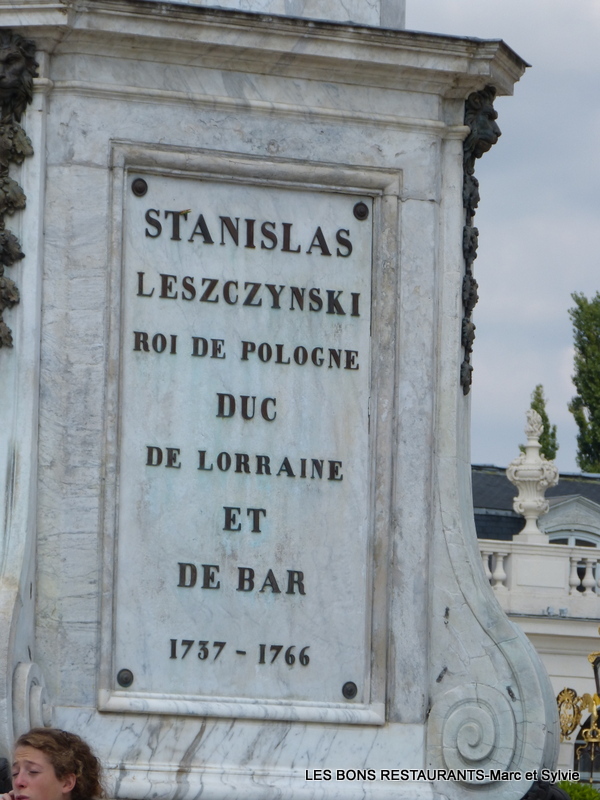 STANISLAS
LESZCZYNSKI
ROI DE POLOGNE
DUC
DE LORRAINE
ET
DE BAR
1737 - 1766
LES BONS RESTAURANTS-Marc et Sylvie